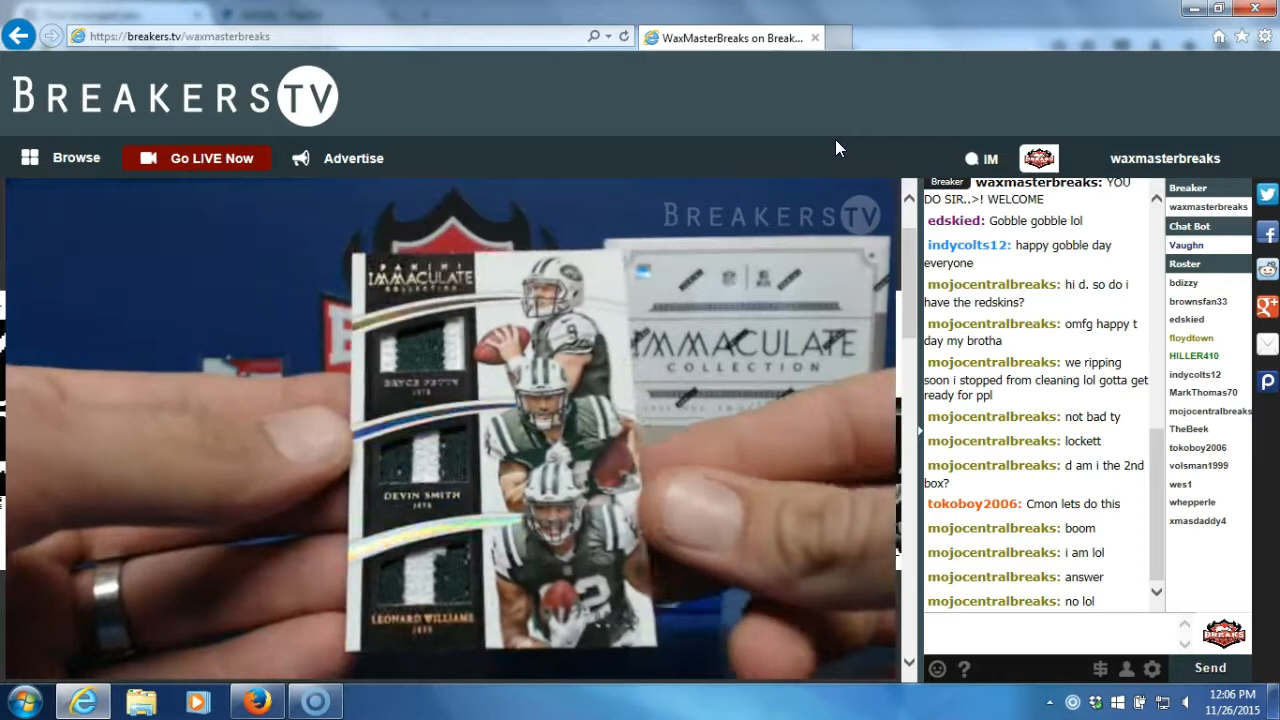 https://breakers.tv/waxmasterbreaks
WaxMasterBreaks on Break...
BREAKERS TV
Browse
Go LIVE Now
Advertise
IM
waxmasterbreaks
BREAKERS TV
PANINI
IMMACULATE
COLLECTION
BRYCE PETTY
JETS
DEVIN SMITH
JETS
LEONARD WILLIAMS
JETS
9
IMMACULATE
COLLECTION
Breaker waxmasterbreaks: YOU
DO SIR..>! WELCOME
edskied: Gobble gobble lol
indycolts12: happy gobble day
everyone
mojocentralbreaks: hi d. so do i
have the redskins?
mojocentralbreaks: omfg happy t
day my brotha
mojocentralbreaks: we ripping
soon i stopped from cleaning lol gotta get
ready for ppl
mojocentralbreaks: not bad ty
mojocentralbreaks: lockett
mojocentralbreaks: d am i the 2nd
box?
tokoboy2006: Cmon lets do this
mojocentralbreaks: boom
mojocentralbreaks: i am lol
mojocentralbreaks: answer
mojocentralbreaks: no lol
Send
Breaker
waxmasterbreaks
Chat Bot
Vaughn
Roster
bdizzy
brownsfan33
edskied
floydtown
HILLER410
indycolts12
MarkThomas70
mojocentralbreaks
TheBeek
tokoboy2006
volsman1999
wes1
whepperle
xmasdaddy4
BREAKS
12:06 PM
11/26/2015